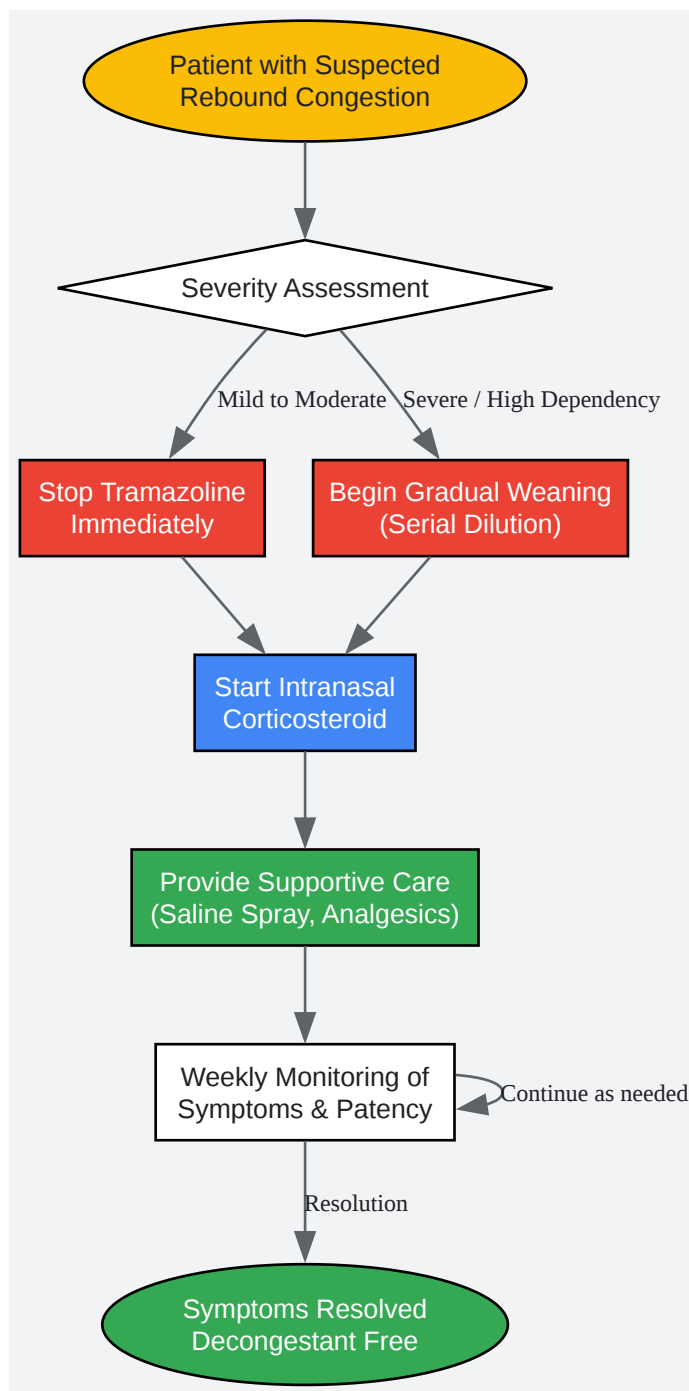 Patient with Suspected
Rebound Congestion
Severity Assessment
Mild to Moderate
Severe / High Dependency
Stop Tramazoline
Immediately
Begin Gradual Weaning
(Serial Dilution)
Start Intranasal
Corticosteroid
Provide Supportive Care
(Saline Spray, Analgesics)
Weekly Monitoring of
Symptoms & Patency
Continue as needed
Resolution
Symptoms Resolved
Decongestant Free